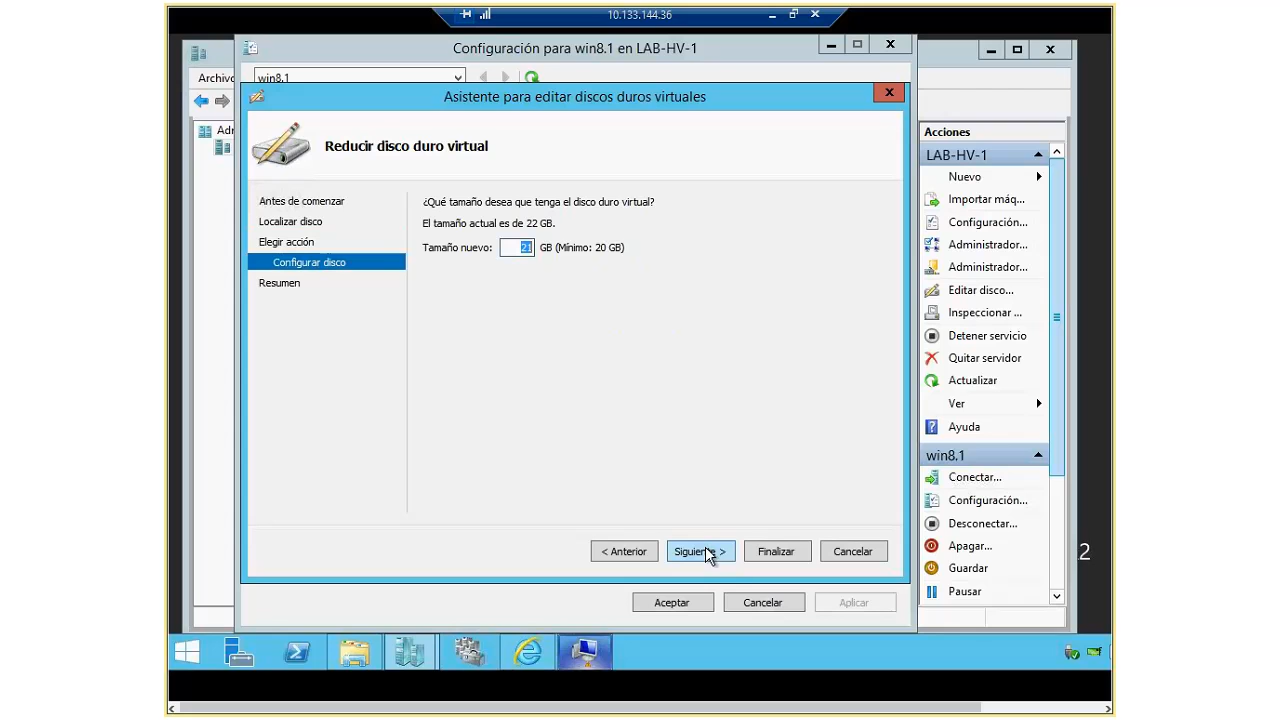 10.133.144.36
Configuración para win8.1 en LAB-HV-1
Archivo
win8.1
Asistente para editar discos duros virtuales
Adr
Reducir disco duro virtual
Antes de comenzar
Localizar disco
Elegir acción
Configurar disco
Resumen
¿Qué tamaño desea que tenga el disco duro virtual?
El tamaño actual es de 22 GB.
Tamaño nuevo: 21 GB (Mínimo: 20 GB)
< Anterior
Siguiente >
Finalizar
Cancelar
Aceptar
Cancelar
Aplicar
Acciones
LAB-HV-1
Nuevo
Importar máq...
Configuración...
Administrador...
Administrador...
Editar disco...
Inspeccionar ...
Detener servicio
Quitar servidor
Actualizar
Ver
Ayuda
win8.1
Conectar...
Configuración...
Desconectar...
Apagar...
Guardar
Pausar
2